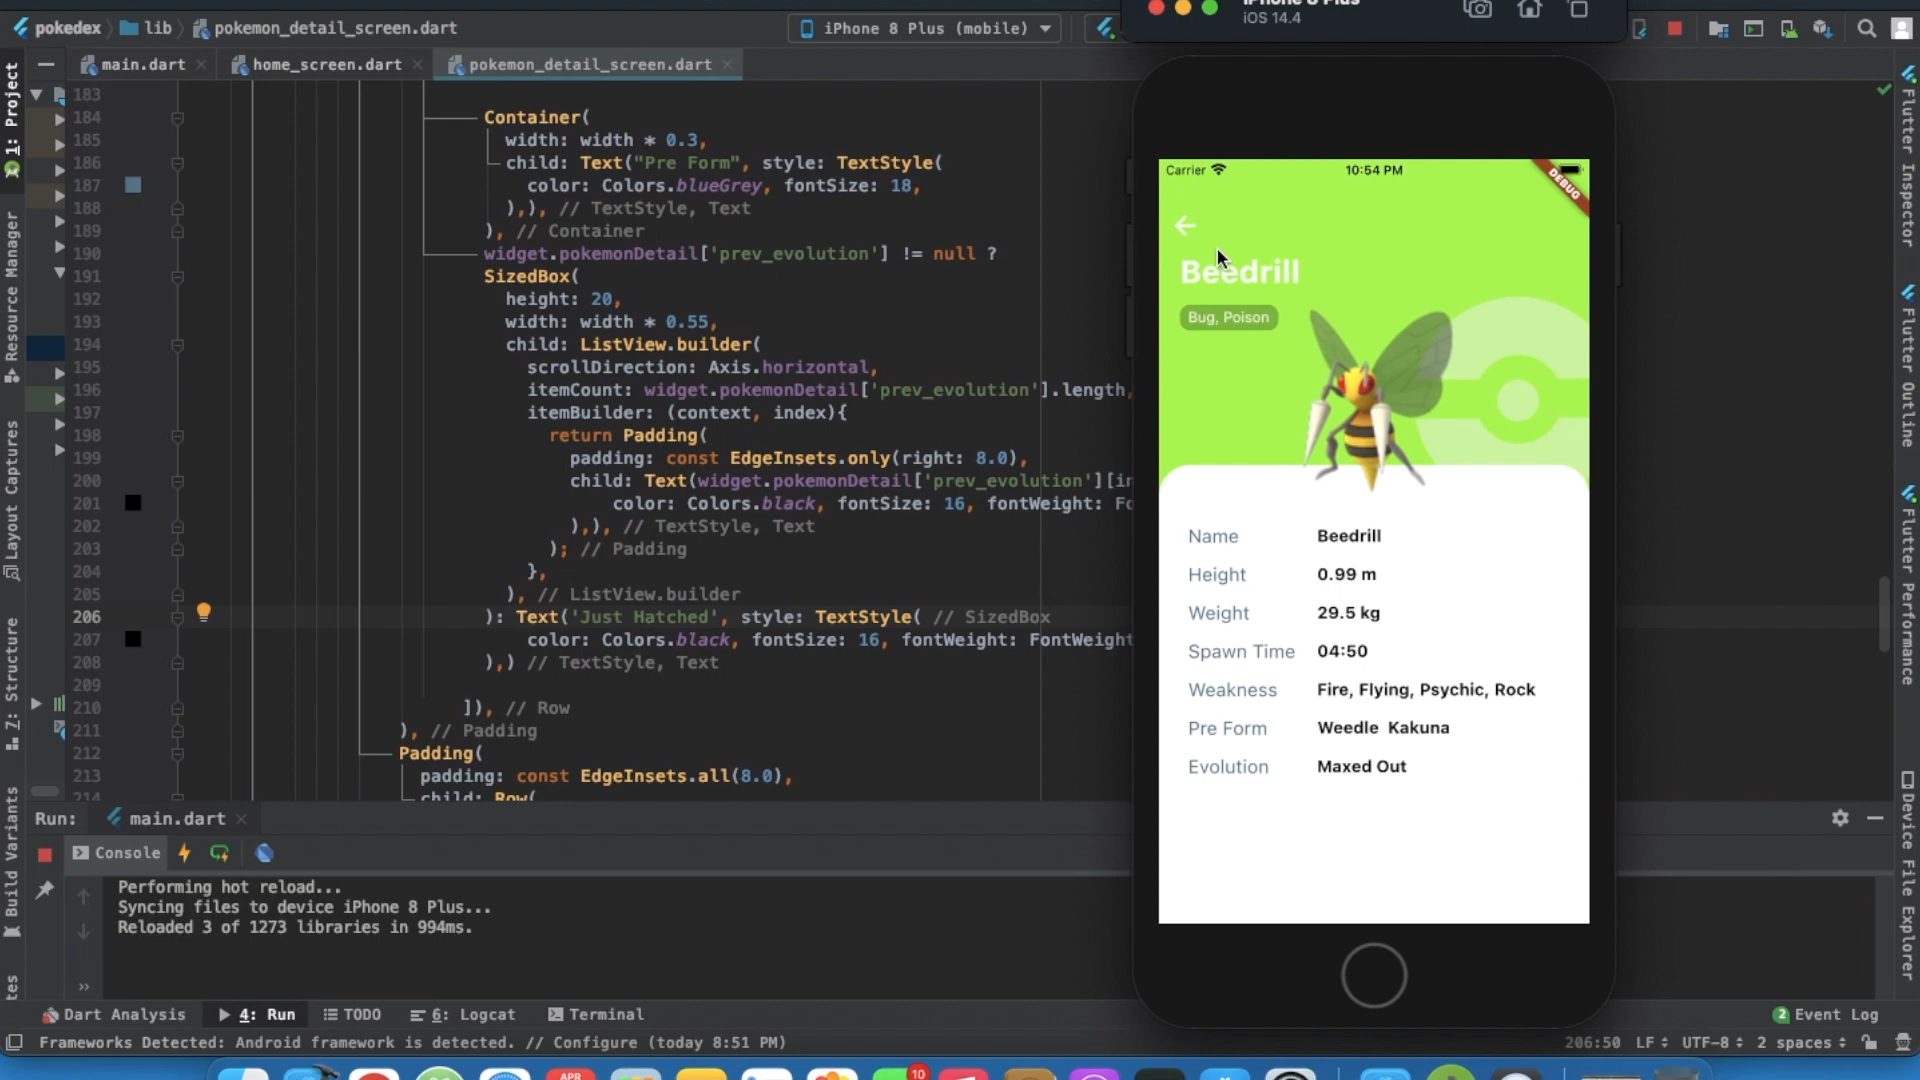 pokedex lib pokemon_detail_screen.dart
iPhone 8 Plus (mobile)
iOS 14.4
main.dart home_screen.dart pokemon_detail_screen.dart
183
184 Container(
185 width: width * 0.3,
186 child: Text("Pre Form", style: TextStyle(
187 color: Colors.blueGrey, fontSize: 18,
188 ),), // TextStyle, Text
189 ), // Container
190 widget.pokemonDetail['prev_evolution'] != null ?
191 SizedBox(
192 height: 20,
193 width: width * 0.55,
194 child: ListView.builder(
195 scrollDirection: Axis.horizontal,
196 itemCount: widget.pokemonDetail['prev_evolution'].length,
197 itemBuilder: (context, index){
198 return Padding(
199 padding: const EdgeInsets.only(right: 8.0),
200 child: Text(widget.pokemonDetail['prev_evolution'][in
201 color: Colors.black, fontSize: 16, fontWeight: Fo
202 ),), // TextStyle, Text
203 ); // Padding
204 },
205 ), // ListView.builder
206 ): Text('Just Hatched', style: TextStyle( // SizedBox
207 color: Colors.black, fontSize: 16, fontWeight: FontWeight
208 ),) // TextStyle, Text
209
210 ]), // Row
211 ), // Padding
212 Padding(
213 padding: const EdgeInsets.all(8.0),
214 child: Row(
1: Project
Resource Manager
Layout Captures
7: Structure
Build Variants
Carrier 10:54 PM
DEBUG
Beedrill
Bug, Poison
Name Beedrill
Height 0.99 m
Weight 29.5 kg
Spawn Time 04:50
Weakness Fire, Flying, Psychic, Rock
Pre Form Weedle Kakuna
Evolution Maxed Out
Flutter Inspector
Flutter Outline
Flutter Performance
Device File Explorer
Run: main.dart
Console
Performing hot reload...
Syncing files to device iPhone 8 Plus...
Reloaded 3 of 1273 libraries in 994ms.
»
Dart Analysis 4: Run TODO 6: Logcat Terminal 2 Event Log
Frameworks Detected: Android framework is detected. // Configure (today 8:51 PM) 206:50 LF UTF-8 2 spaces
APR 10